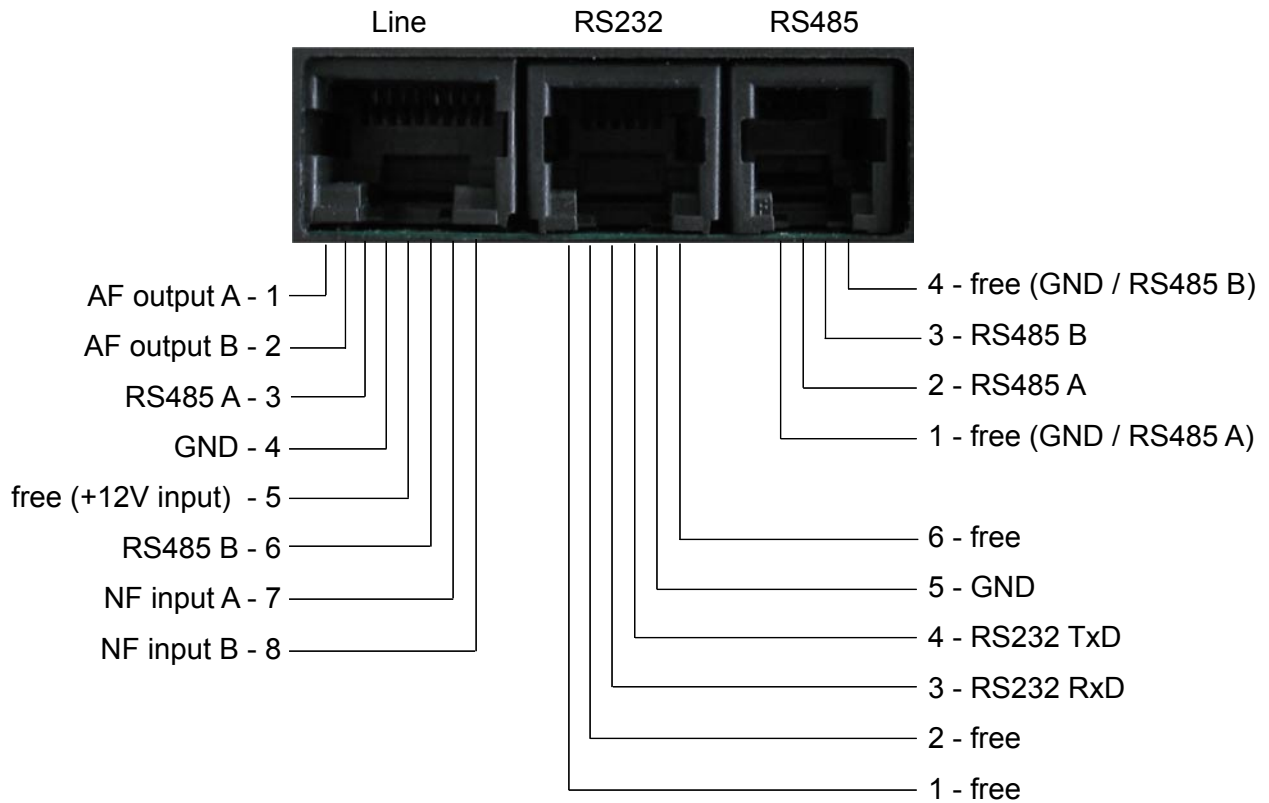 Line
RS232
RS485
AF output A - 1
AF output B - 2
RS485 A - 3
GND - 4
free (+12V input)  - 5
RS485 B - 6
NF input A - 7
NF input B - 8
4 - free (GND / RS485 B)
3 - RS485 B
2 - RS485 A
1 - free (GND / RS485 A)
6 - free
5 - GND
4 - RS232 TxD
3 - RS232 RxD
2 - free
1 - free